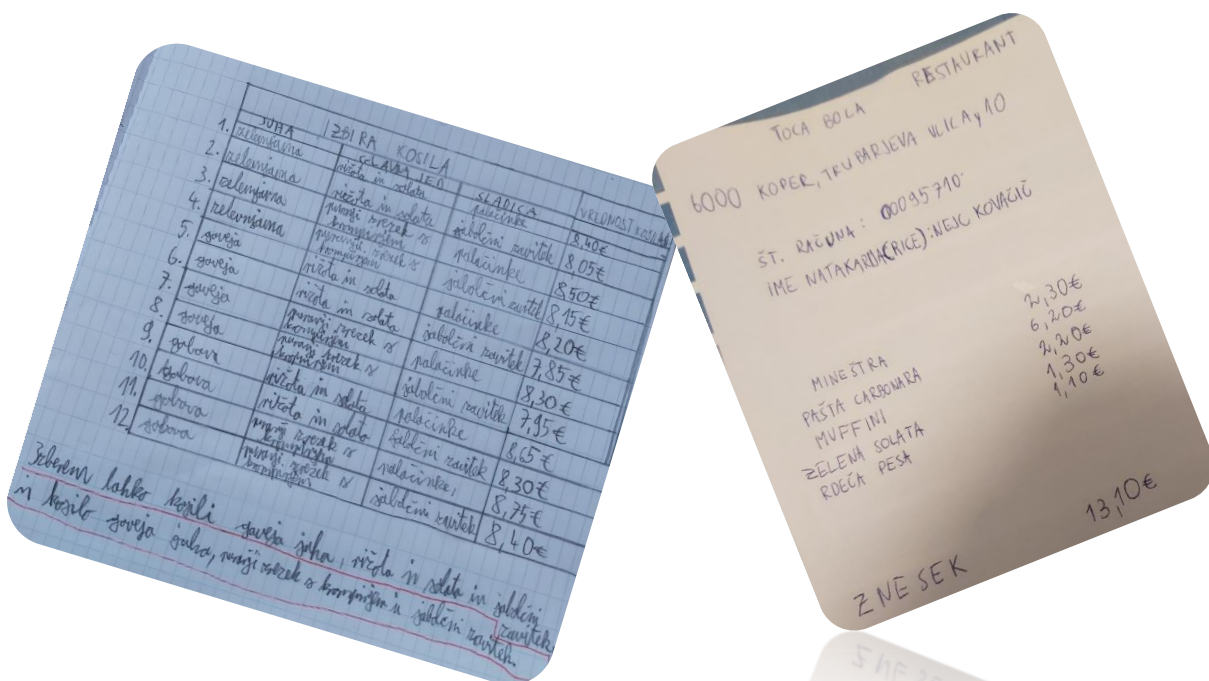 ZBIRA KOSILA
JUHA GLAVNA JED SLADICA VREDNOST KOSILA
1. zelenjavna rižota in solata palačinke 8,40€
2. zelenjavna rižota in solata jabolčni zavitek 8,05€
3. zelenjavna puranji zrezek s krompirjem palačinke 8,50€
4. zelenjavna puranji zrezek s krompirjem jabolčni zavitek 8,15€
5. goveja rižota in solata palačinke 8,20€
6. goveja rižota in solata jabolčni zavitek 7,85€
7. goveja puranji zrezek s krompirjem palačinke 8,30€
8. goveja puranji zrezek s krompirjem jabolčni zavitek 7,95€
9. gobova rižota in solata palačinke 8,65€
10. gobova rižota in solata jabolčni zavitek 8,30€
11. gobova puranji zrezek s krompirjem palačinke, 8,75€
12. gobova puranji zrezek s krompirjem jabolčni zavitek 8,40€
Izberem lahko kosili goveja juha, rižota in solata in jabolčni zavitek
in kosilo goveja juha, puranji zrezek s krompirjem in jabolčni zavitek.
TOCA BOCA RESTAURANT
6000 KOPER, TRUBARJEVA ULICA, 10
ŠT. RAČUNA: 00095710
IME NATAKARJA(RICE): NEJC KOVAČIČ
MINEŠTRA 2,30€
PAŠTA CARBONARA 6,20€
MUFFINI 2,20€
ZELENA SOLATA 1,30€
RDEČA PESA 1,10€
ZNESEK 13,10€